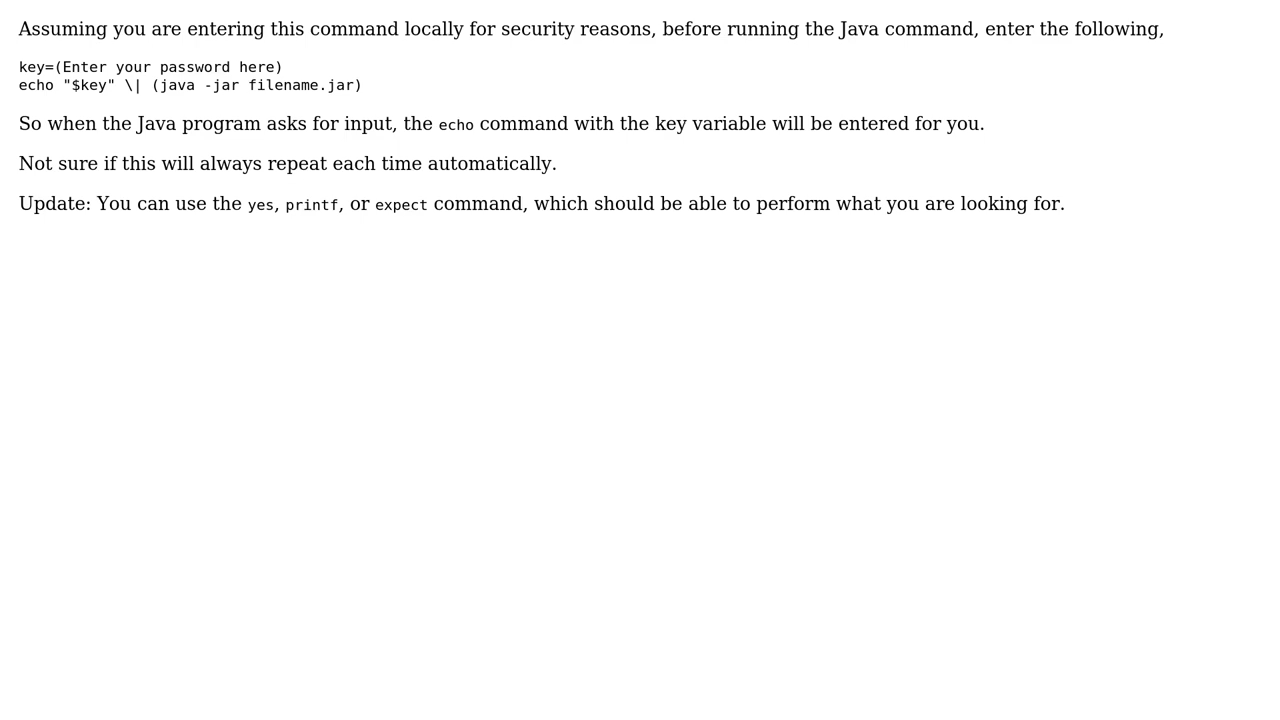 Assuming you are entering this command locally for security reasons, before running the Java command, enter the following,
key=(Enter your password here)
echo "$key" \| (java -jar filename.jar)
So when the Java program asks for input, the echo command with the key variable will be entered for you.
Not sure if this will always repeat each time automatically.
Update: You can use the yes, printf, or expect command, which should be able to perform what you are looking for.